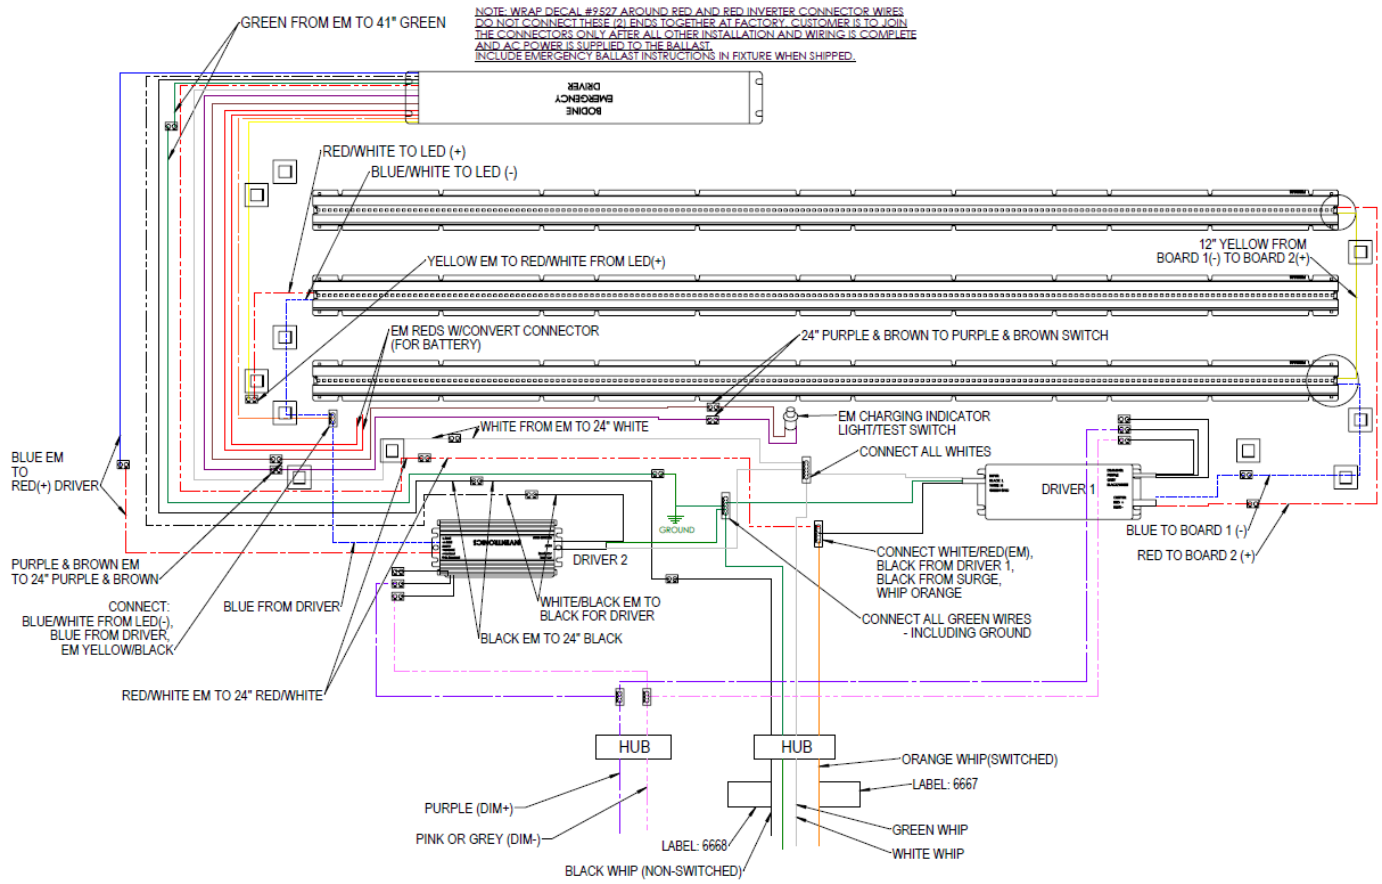 NOTE: WRAP DECAL #9527 AROUND RED AND RED INVERTER CONNECTOR WIRES
DO NOT CONNECT THESE (2) ENDS TOGETHER AT FACTORY. CUSTOMER IS TO JOIN
THE CONNECTORS ONLY AFTER ALL OTHER INSTALLATION AND WIRING IS COMPLETE
AND AC POWER IS SUPPLIED TO THE BALLAST.
INCLUDE EMERGENCY BALLAST INSTRUCTIONS IN FIXTURE WHEN SHIPPED.
GREEN FROM EM TO 41" GREEN
BODINE
EMERGENCY
DRIVER
RED/WHITE TO LED (+)
BLUE/WHITE TO LED (-)
12" YELLOW FROM
BOARD 1(-) TO BOARD 2(+)
YELLOW EM TO RED/WHITE FROM LED(+)
EM REDS W/CONVERT CONNECTOR
(FOR BATTERY)
24" PURPLE & BROWN TO PURPLE & BROWN SWITCH
EM CHARGING INDICATOR
LIGHT/TEST SWITCH
WHITE FROM EM TO 24" WHITE
CONNECT ALL WHITES
BLUE EM
TO
RED(+) DRIVER
DRIVER 1
GROUND
BLUE TO BOARD 1 (-)
RED TO BOARD 2 (+)
INVENTRONICS
DRIVER 2
CONNECT WHITE/RED(EM),
BLACK FROM DRIVER 1,
BLACK FROM SURGE,
WHIP ORANGE
PURPLE & BROWN EM
TO 24" PURPLE & BROWN
CONNECT:
BLUE/WHITE FROM LED(-),
BLUE FROM DRIVER,
EM YELLOW/BLACK
BLUE FROM DRIVER
WHITE/BLACK EM TO
BLACK FOR DRIVER
BLACK EM TO 24" BLACK
CONNECT ALL GREEN WIRES
- INCLUDING GROUND
RED/WHITE EM TO 24" RED/WHITE
HUB
HUB
ORANGE WHIP(SWITCHED)
LABEL: 6667
PURPLE (DIM+)
PINK OR GREY (DIM-)
GREEN WHIP
LABEL: 6668
WHITE WHIP
BLACK WHIP (NON-SWITCHED)